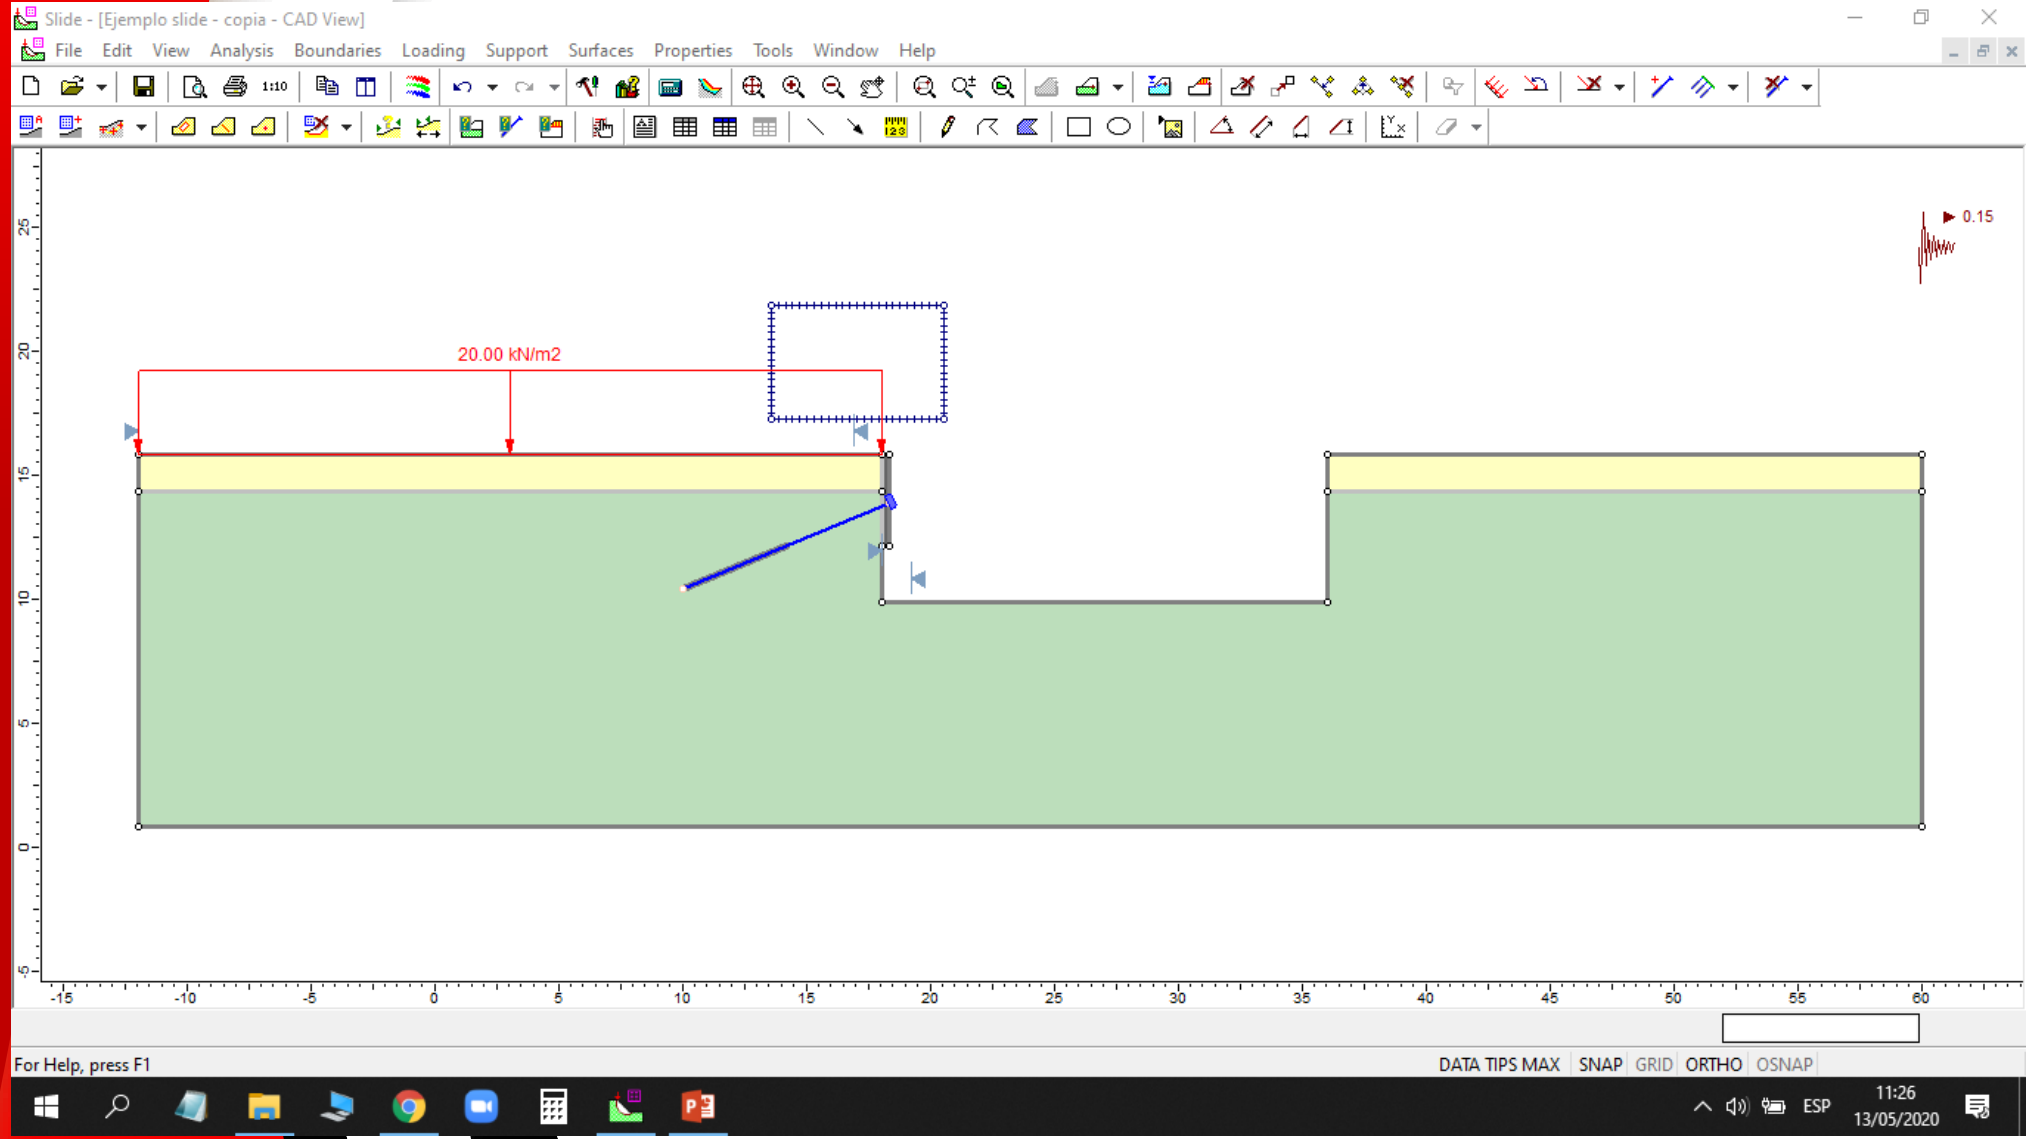 Slide - [Ejemplo slide - copia - CAD View]
File Edit View Analysis Boundaries Loading Support Surfaces Properties Tools Window Help
1:10
123
0.15
20.00 kN/m2
25
20
15
10
5
0
-5
-15 -10 -5 0 5 10 15 20 25 30 35 40 45 50 55 60
For Help, press F1
DATA TIPS MAX SNAP GRID ORTHO OSNAP
ESP
11:26
13/05/2020